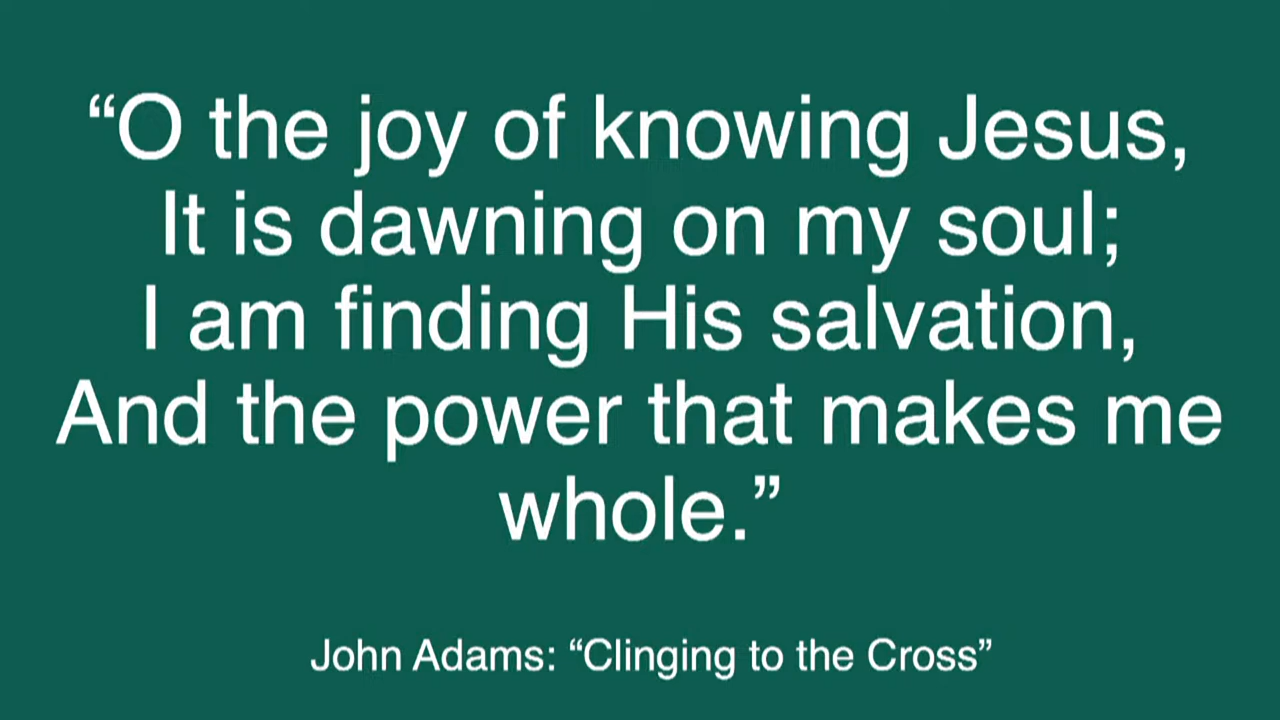 “O the joy of knowing Jesus,
It is dawning on my soul;
I am finding His salvation,
And the power that makes me
whole.”
John Adams: “Clinging to the Cross”